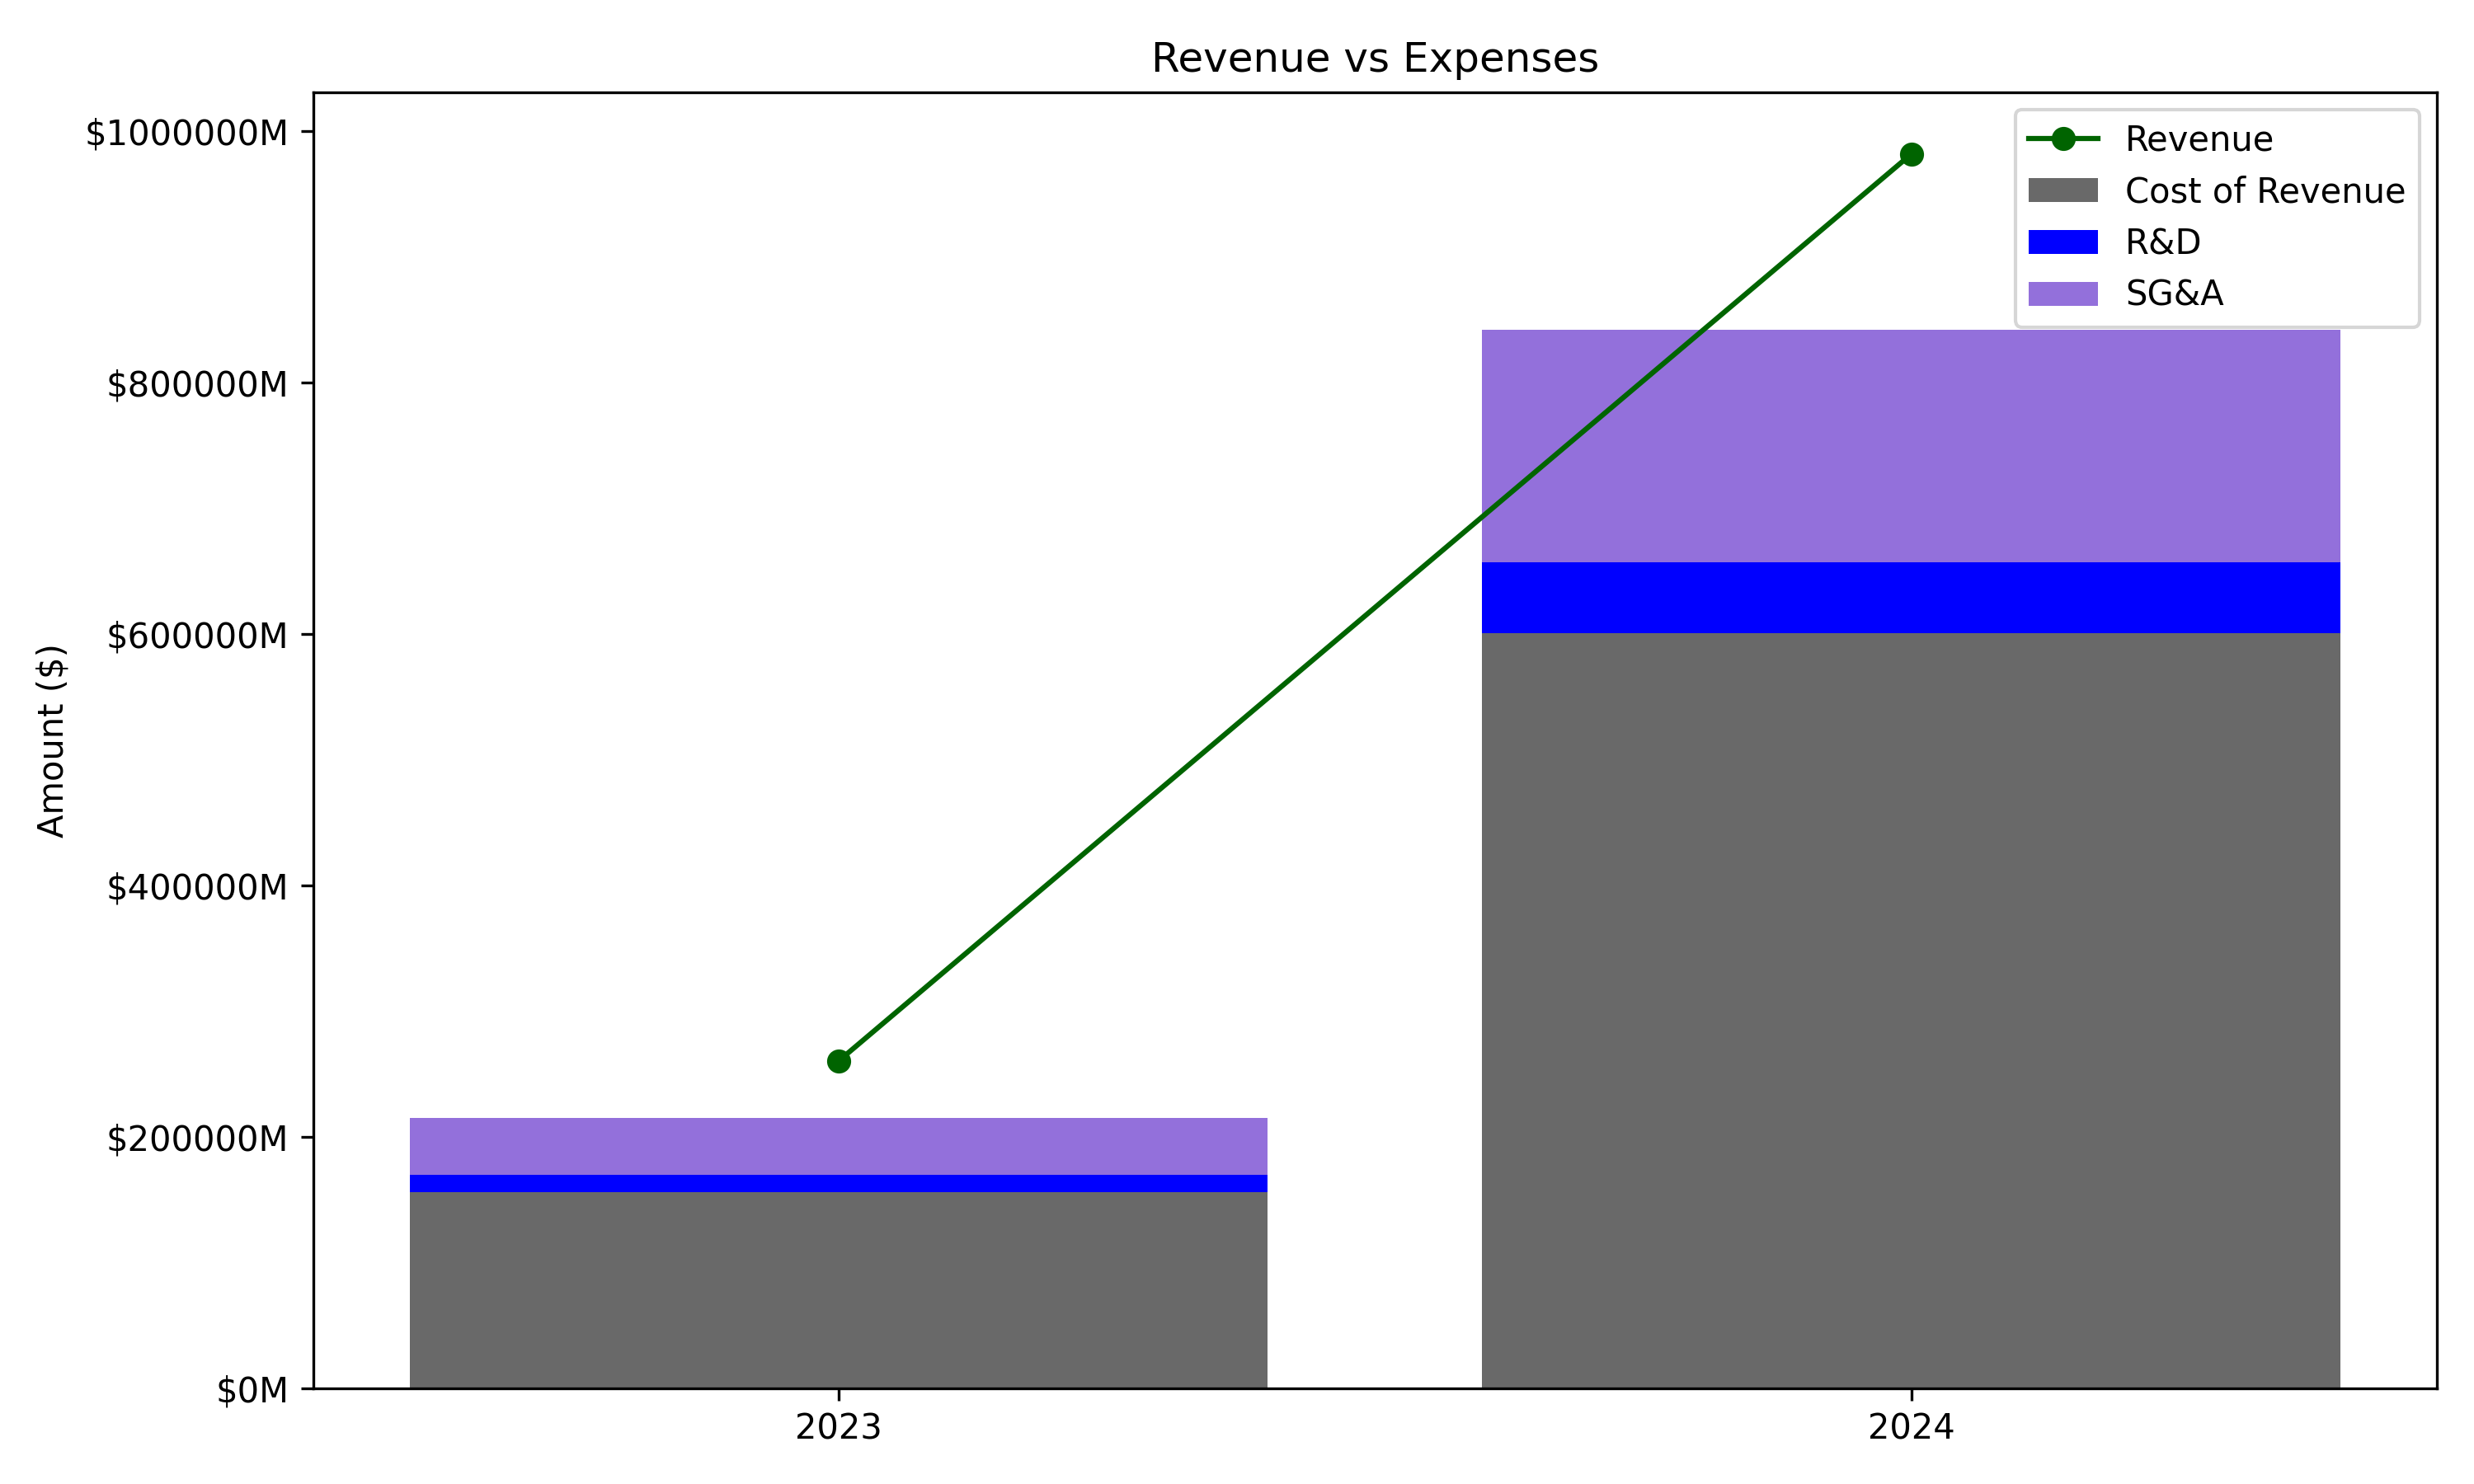 Revenue vs Expenses
$1000000M
$800000M
$600000M
$400000M
$200000M
$0M
Amount ($)
2023
2024
Revenue
Cost of Revenue
R&D
SG&A